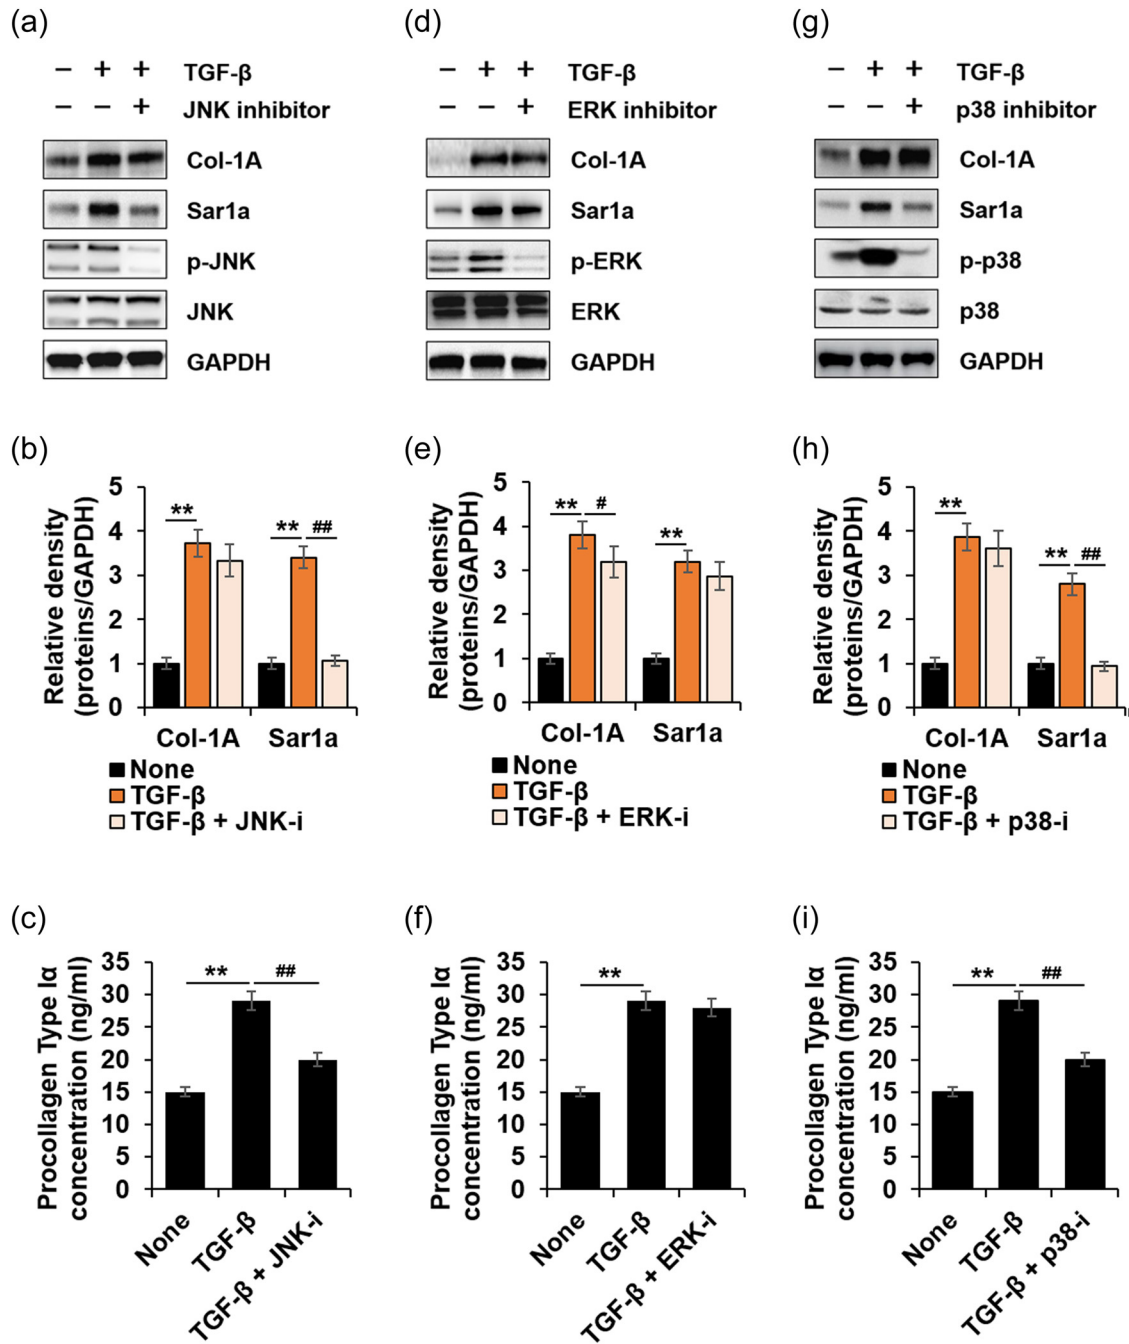 (a)
− + + TGF-β
− − + JNK inhibitor
Col-1A
Sar1a
p-JNK
JNK
GAPDH
(d)
− + + TGF-β
− − + ERK inhibitor
Col-1A
Sar1a
p-ERK
ERK
GAPDH
(g)
− + + TGF-β
− − + p38 inhibitor
Col-1A
Sar1a
p-p38
p38
GAPDH
(b)
Relative density
(proteins/GAPDH)
5
4
3
2
1
0
**
** ##
Col-1A Sar1a
None
TGF-β
TGF-β + JNK-i
(e)
Relative density
(proteins/GAPDH)
5
4
3
2
1
0
** #
**
Col-1A Sar1a
None
TGF-β
TGF-β + ERK-i
(h)
Relative density
(proteins/GAPDH)
5
4
3
2
1
0
**
** ##
Col-1A Sar1a
None
TGF-β
TGF-β + p38-i
(c)
Procollagen Type Iα
concentration (ng/ml)
35
30
25
20
15
10
5
0
** ##
None
TGF-β
TGF-β + JNK-i
(f)
Procollagen Type Iα
concentration (ng/ml)
35
30
25
20
15
10
5
0
**
None
TGF-β
TGF-β + ERK-i
(i)
Procollagen Type Iα
concentration (ng/ml)
35
30
25
20
15
10
5
0
** ##
None
TGF-β
TGF-β + p38-i